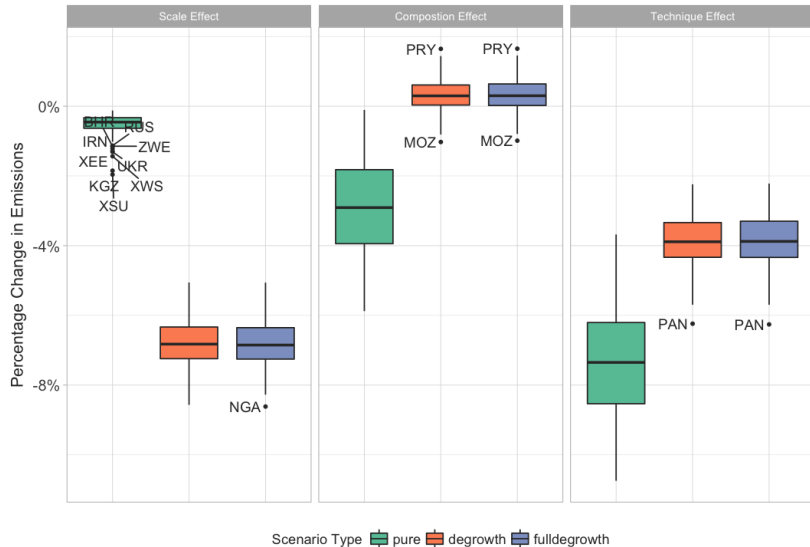 Scale Effect
Compostion Effect
Technique Effect
Percentage Change in Emissions
0%
-4%
-8%
BHR
RUS
IRN
ZWE
XEE
UKR
KGZ
XWS
XSU
NGA
PRY
PRY
MOZ
MOZ
PAN
PAN
Scenario Type pure degrowth fulldegrowth